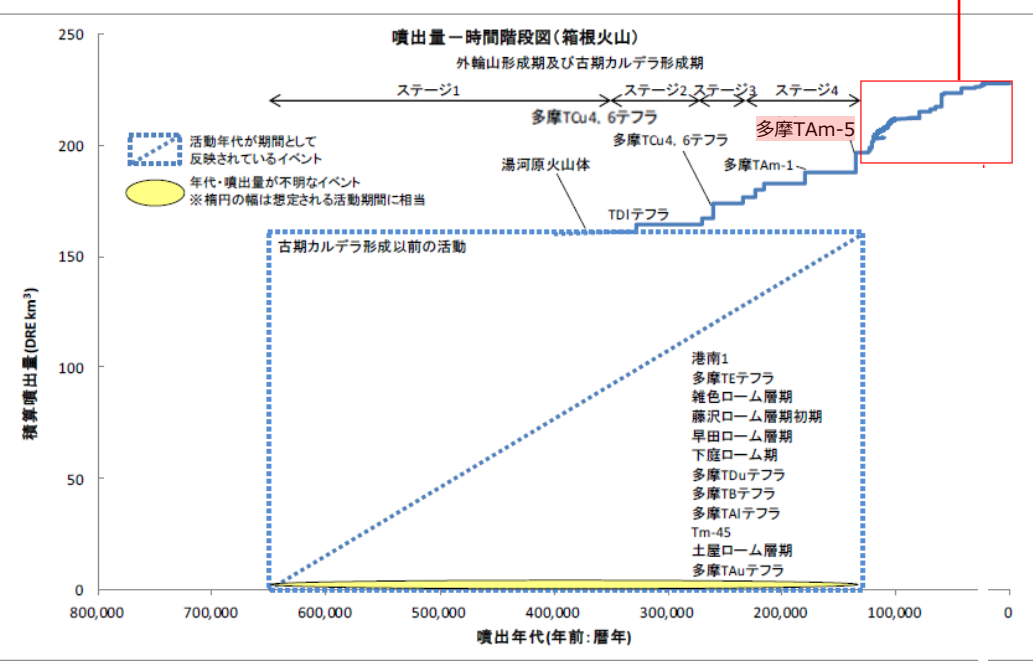 噴出量－時間階段図(箱根火山)
外輪山形成期及び古期カルデラ形成期
ステージ1
ステージ2
ステージ3
ステージ4
多摩TCu4, 6テフラ
多摩TCu4, 6テフラ
多摩TAm-5
湯河原火山体
多摩TAm-1
TDlテフラ
活動年代が期間として
反映されているイベント
年代・噴出量が不明なイベント
※楕円の幅は想定される活動期間に相当
古期カルデラ形成以前の活動
港南1
多摩TEテフラ
雑色ローム層期
藤沢ローム層期初期
早田ローム層期
下庭ローム期
多摩TDuテフラ
多摩TBテフラ
多摩TAlテフラ
Tm-45
土屋ローム層期
多摩TAuテフラ
積算噴出量(DRE km³)
250
200
150
100
50
0
800,000
700,000
600,000
500,000
400,000
300,000
200,000
100,000
0
噴出年代(年前:暦年)